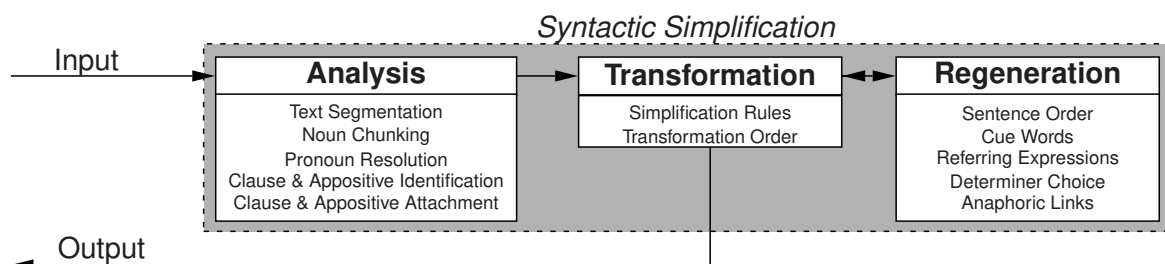 Syntactic Simplification
Input
Analysis
Text Segmentation
Noun Chunking
Pronoun Resolution
Clause & Appositive Identification
Clause & Appositive Attachment
Transformation
Simplification Rules
Transformation Order
Regeneration
Sentence Order
Cue Words
Referring Expressions
Determiner Choice
Anaphoric Links
Output